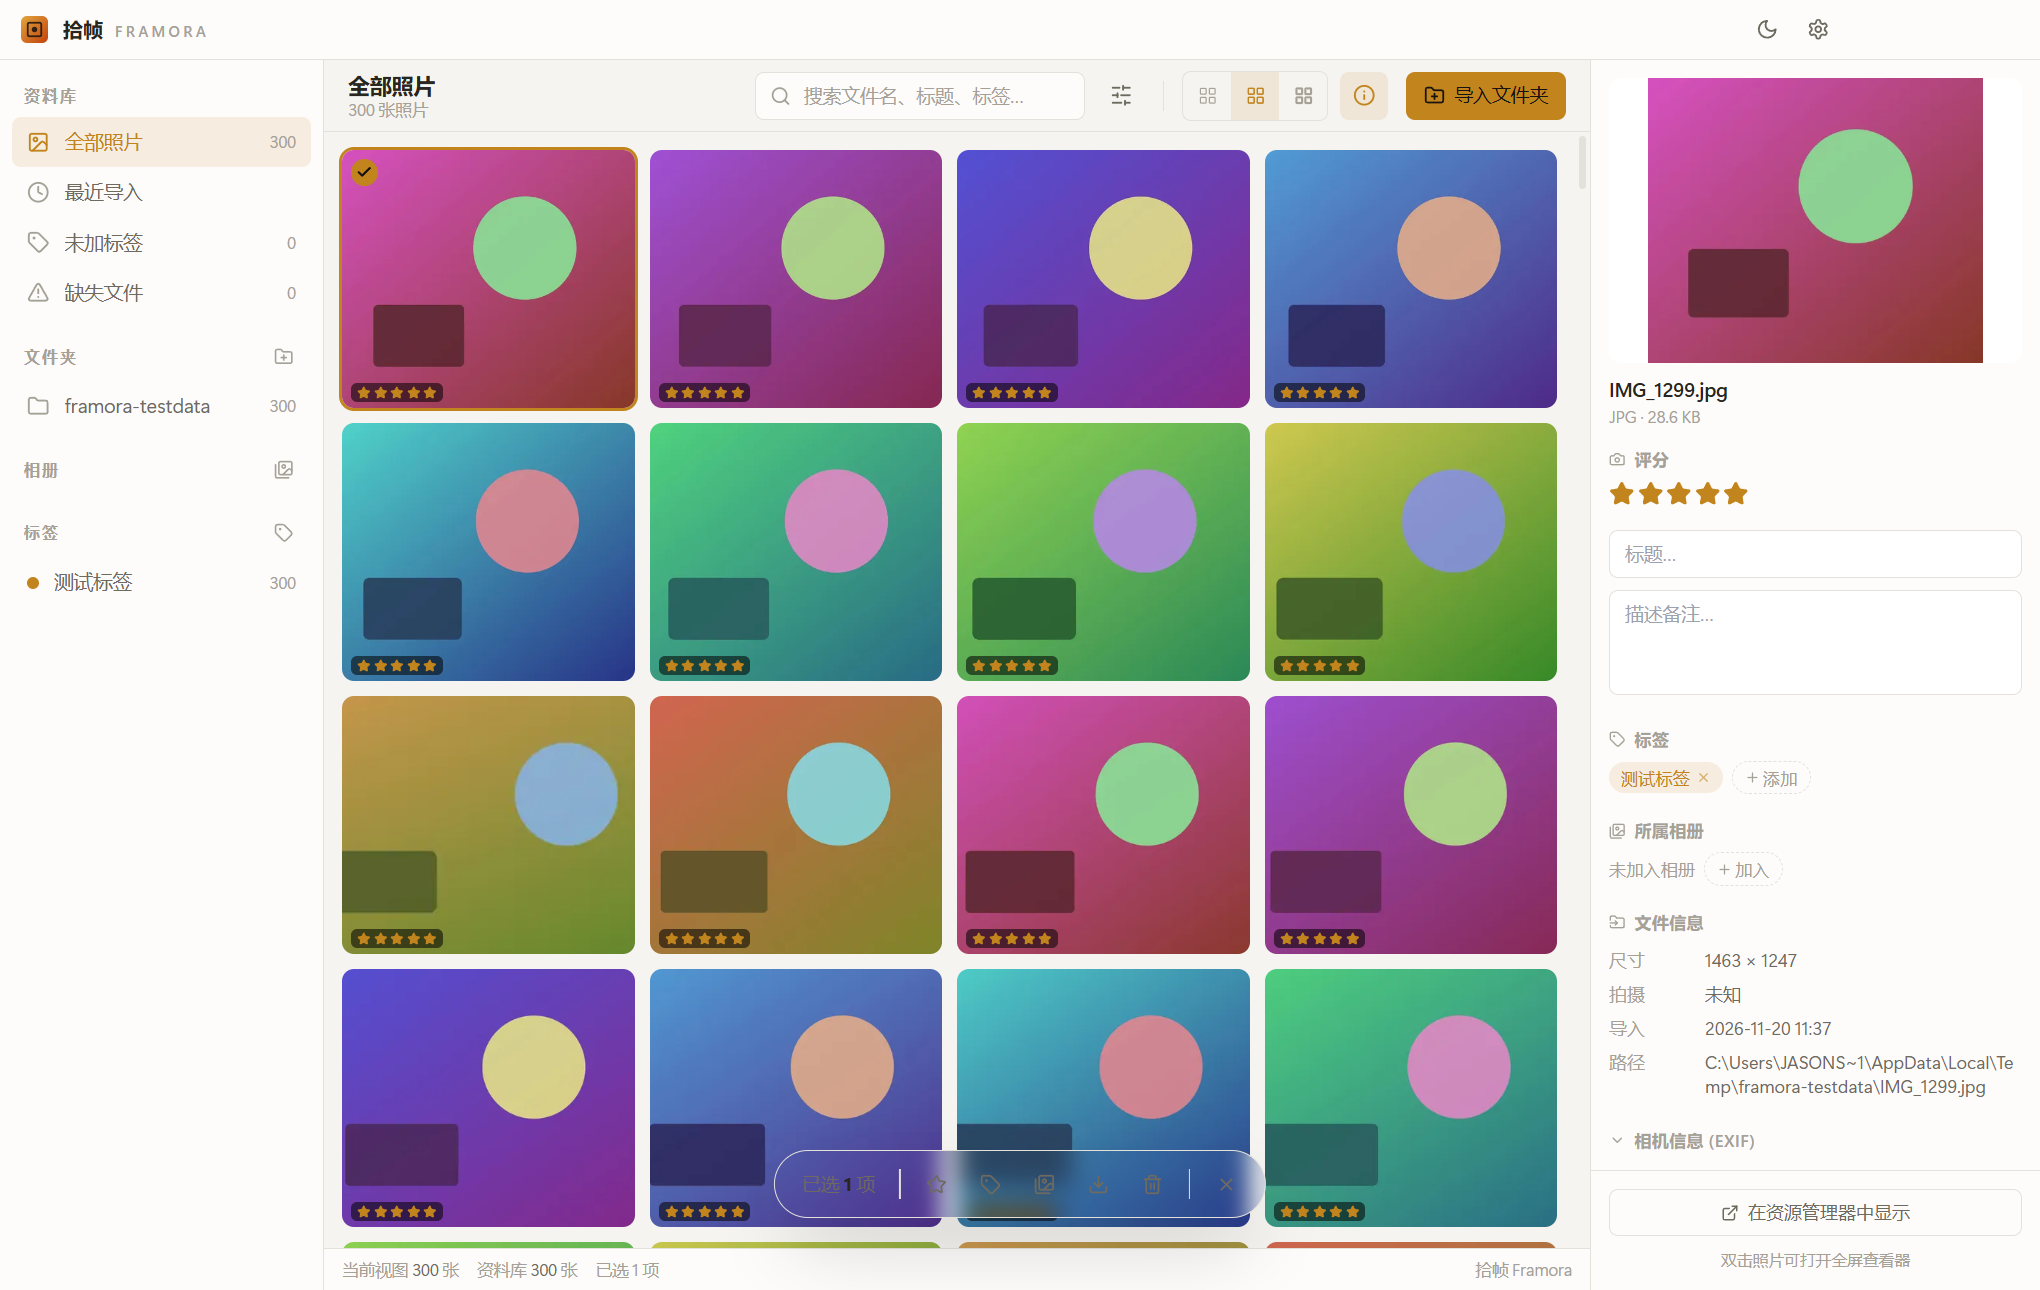 拾帧 FRAMORA
资料库
全部照片 300
最近导入
未加标签 0
缺失文件 0
文件夹
framora-testdata 300
相册
标签
测试标签 300
全部照片
300 张照片
搜索文件名、标题、标签...
导入文件夹
已选 1 项
当前视图 300 张 资料库 300 张 已选 1 项
拾帧 Framora
IMG_1299.jpg
JPG · 28.6 KB
评分
标题...
描述备注...
标签
测试标签 × + 添加
所属相册
未加入相册 + 加入
文件信息
尺寸 1463 × 1247
拍摄 未知
导入 2026-11-20 11:37
路径 C:\Users\JASONS~1\AppData\Local\Te
mp\framora-testdata\IMG_1299.jpg
相机信息 (EXIF)
在资源管理器中显示
双击照片可打开全屏查看器